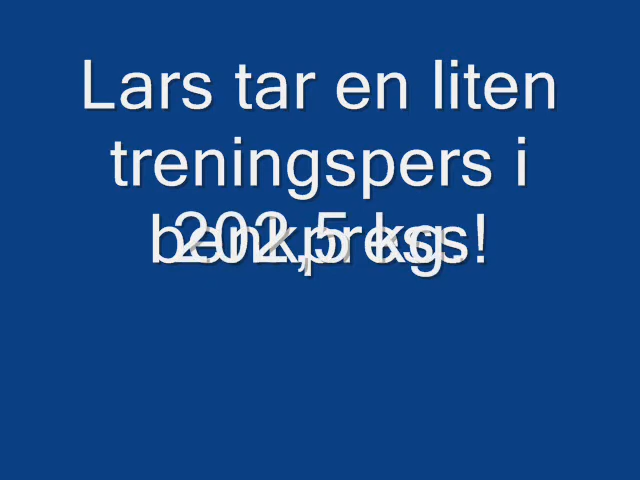 Lars tar en liten
treningspers i
benkpress!
202,5 kg.